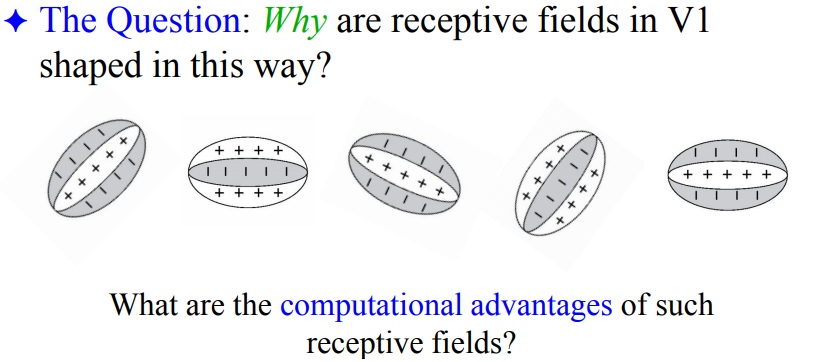 ✦ The Question: Why are receptive fields in V1
shaped in this way?
What are the computational advantages of such
receptive fields?